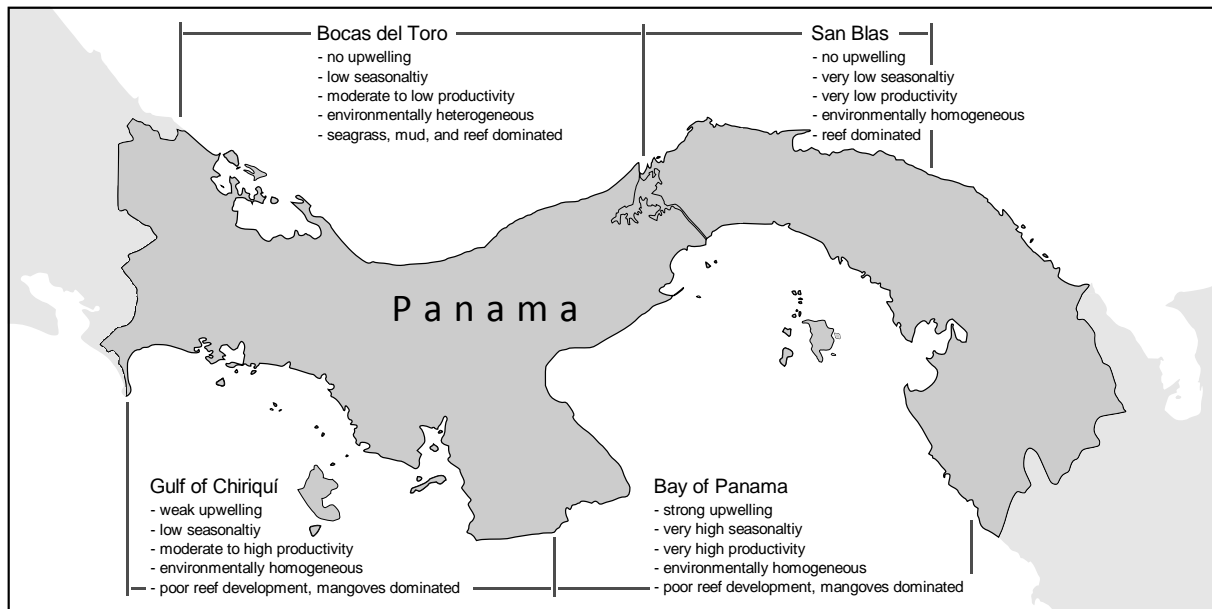 Bocas del Toro
- no upwelling
- low seasonaltiy
- moderate to low productivity
- environmentally heterogeneous
- seagrass, mud, and reef dominated
San Blas
- no upwelling
- very low seasonaltiy
- very low productivity
- environmentally homogeneous
- reef dominated
Panama
Gulf of Chiriquí
- weak upwelling
- low seasonaltiy
- moderate to high productivity
- environmentally homogeneous
- poor reef development, mangoves dominated
Bay of Panama
- strong upwelling
- very high seasonaltiy
- very high productivity
- environmentally homogeneous
- poor reef development, mangoves dominated